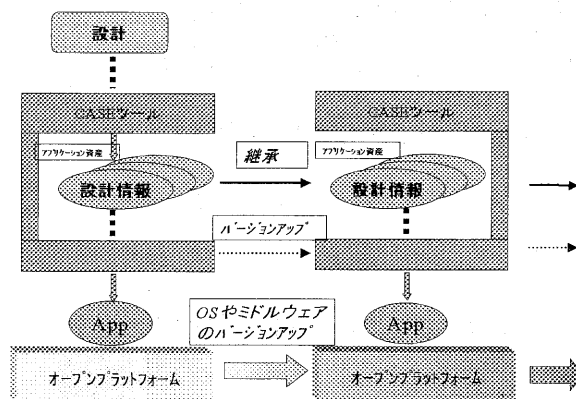 設計
CASEツール
CASEツール
アプリケーション資産
継承
アプリケーション資産
設計情報
設計情報
バージョンアップ
App
OSやミドルウェア
のバージョンアップ
App
オープンプラットフォーム
オープンプラットフォーム